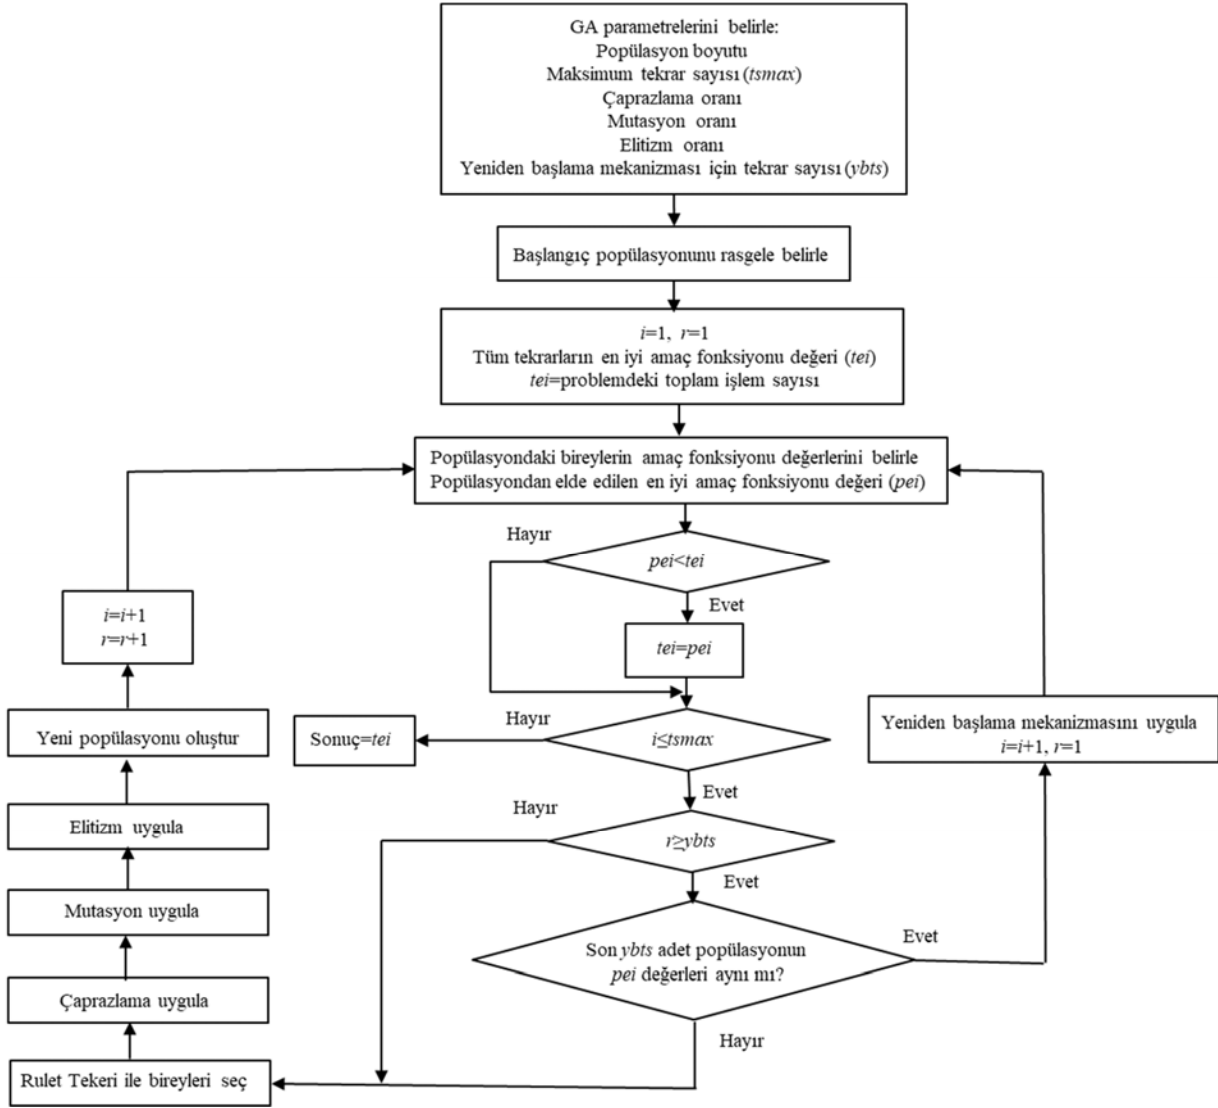 GA parametrelerini belirle:
Popülasyon boyutu
Maksimum tekrar sayısı (tsmax)
Çaprazlama oranı
Mutasyon oranı
Elitizm oranı
Yeniden başlama mekanizması için tekrar sayısı (ybts)
Başlangıç popülasyonunu rasgele belirle
i=1, r=1
Tüm tekrarların en iyi amaç fonksiyonu değeri (tei)
tei=problemdeki toplam işlem sayısı
Popülasyondaki bireylerin amaç fonksiyonu değerlerini belirle
Popülasyondan elde edilen en iyi amaç fonksiyonu değeri (pei)
Hayır
pei<tei
Evet
tei=pei
Hayır
i≤tsmax
Sonuç=tei
Evet
Hayır
r≥ybts
Evet
Son ybts adet popülasyonun
pei değerleri aynı mı?
Evet
Hayır
Yeniden başlama mekanizmasını uygula
i=i+1, r=1
Rulet Tekeri ile bireyleri seç
Çaprazlama uygula
Mutasyon uygula
Elitizm uygula
Yeni popülasyonu oluştur
i=i+1
r=r+1